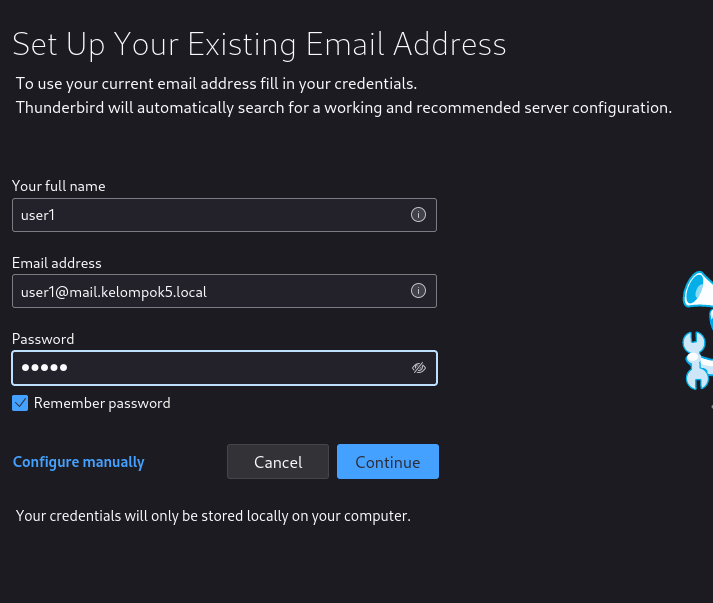 Set Up Your Existing Email Address
To use your current email address fill in your credentials.
Thunderbird will automatically search for a working and recommended server configuration.
Your full name
user1
Email address
user1@mail.kelompok5.local
Password
●●●●●
Remember password
Configure manually
Cancel
Continue
Your credentials will only be stored locally on your computer.